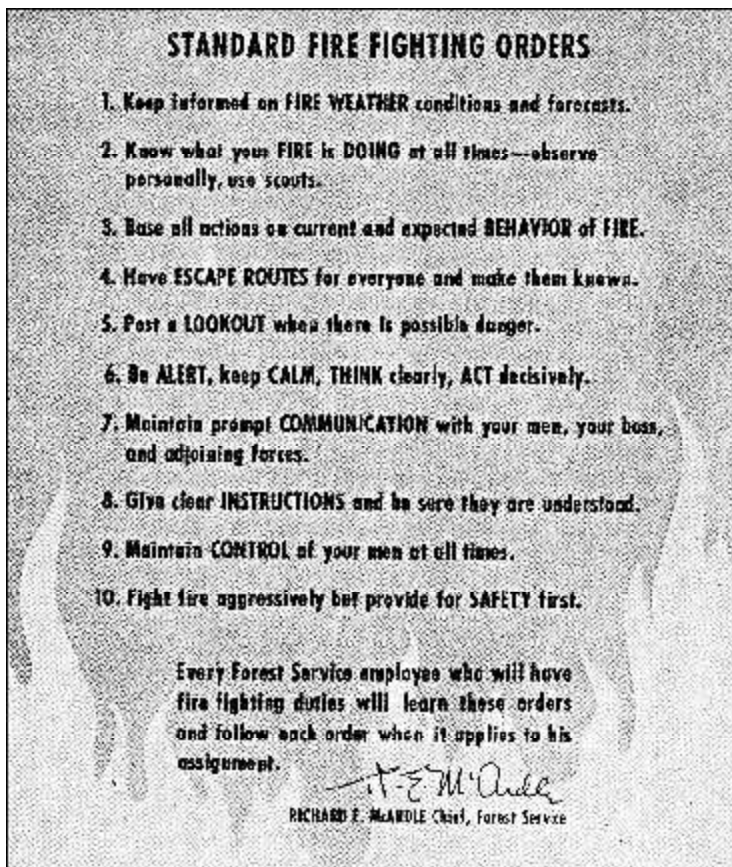 STANDARD FIRE FIGHTING ORDERS
1. Keep informed on FIRE WEATHER conditions and forecasts.
2. Know what your FIRE is DOING at all times—observe
personally, use scouts.
3. Base all actions on current and expected BEHAVIOR of FIRE.
4. Have ESCAPE ROUTES for everyone and make them known.
5. Post a LOOKOUT when there is possible danger.
6. Be ALERT, keep CALM, THINK clearly, ACT decisively.
7. Maintain prompt COMMUNICATION with your men, your boss,
and adjoining forces.
8. Give clear INSTRUCTIONS and be sure they are understood.
9. Maintain CONTROL of your men at all times.
10. Fight fire aggressively but provide for SAFETY first.
Every Forest Service employee who will have
fire fighting duties will learn these orders
and follow each order when it applies to his
assignment.
R-E McArdle
RICHARD E. McARDLE Chief, Forest Service